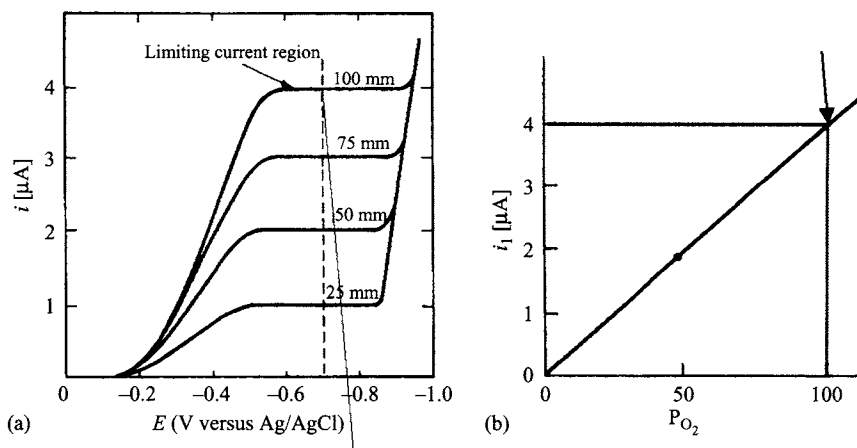 Limiting current region
100 mm
75 mm
50 mm
25 mm
4
3
2
1
i [μA]
0
−0.2
−0.4
−0.6
−0.8
−1.0
E (V versus Ag/AgCl)
(a)
4
3
2
1
0
i₁ [μA]
0
50
100
P_O₂
(b)